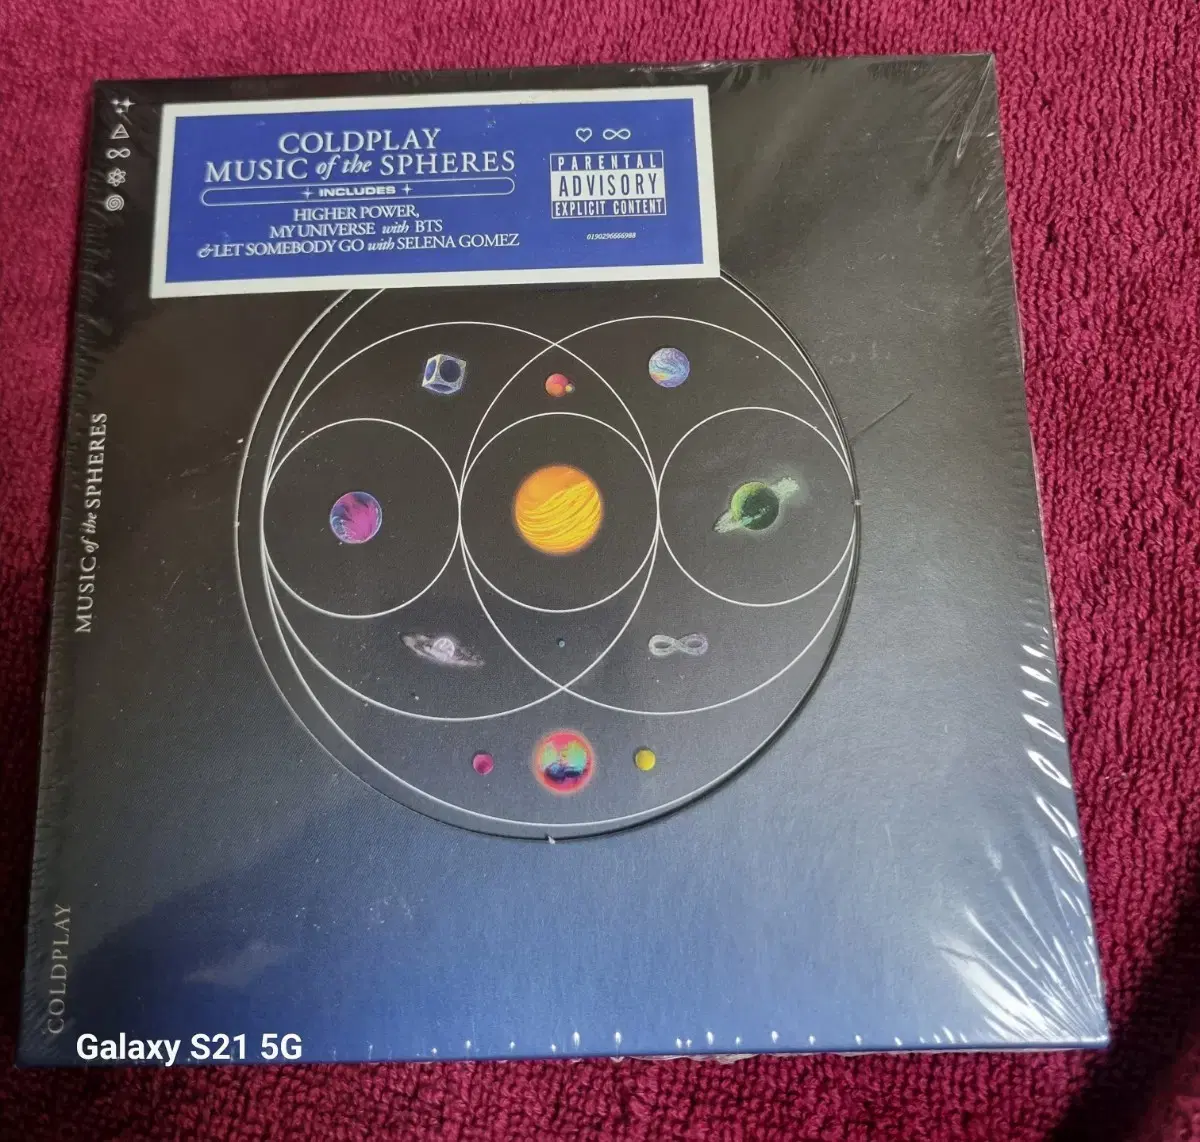 COLDPLAY
MUSIC of the SPHERES
INCLUDES
HIGHER POWER,
MY UNIVERSE with BTS
& LET SOMEBODY GO with SELENA GOMEZ
PARENTAL
ADVISORY
EXPLICIT CONTENT
0190296666988
MUSIC of the SPHERES
COLDPLAY
Galaxy S21 5G